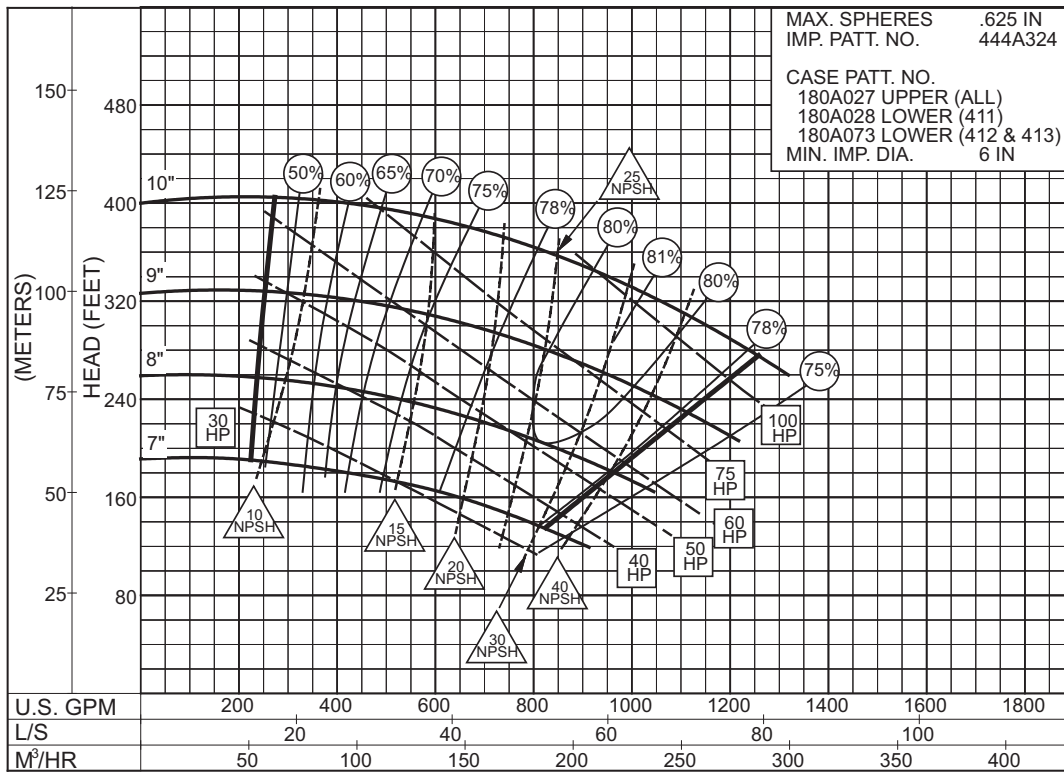 MAX. SPHERES .625 IN
IMP. PATT. NO. 444A324
CASE PATT. NO.
180A027 UPPER (ALL)
180A028 LOWER (411)
180A073 LOWER (412 & 413)
MIN. IMP. DIA. 6 IN
(METERS)
150
125
100
75
50
25
HEAD (FEET)
480
400
320
240
160
80
10"
9"
8"
7"
50%
60%
65%
70%
75%
78%
80%
81%
80%
78%
75%
25
NPSH
30
HP
10
NPSH
15
NPSH
20
NPSH
30
NPSH
40
NPSH
40
HP
50
HP
60
HP
75
HP
100
HP
U.S. GPM 200 400 600 800 1000 1200 1400 1600 1800
L/S 20 40 60 80 100
M³/HR 50 100 150 200 250 300 350 400